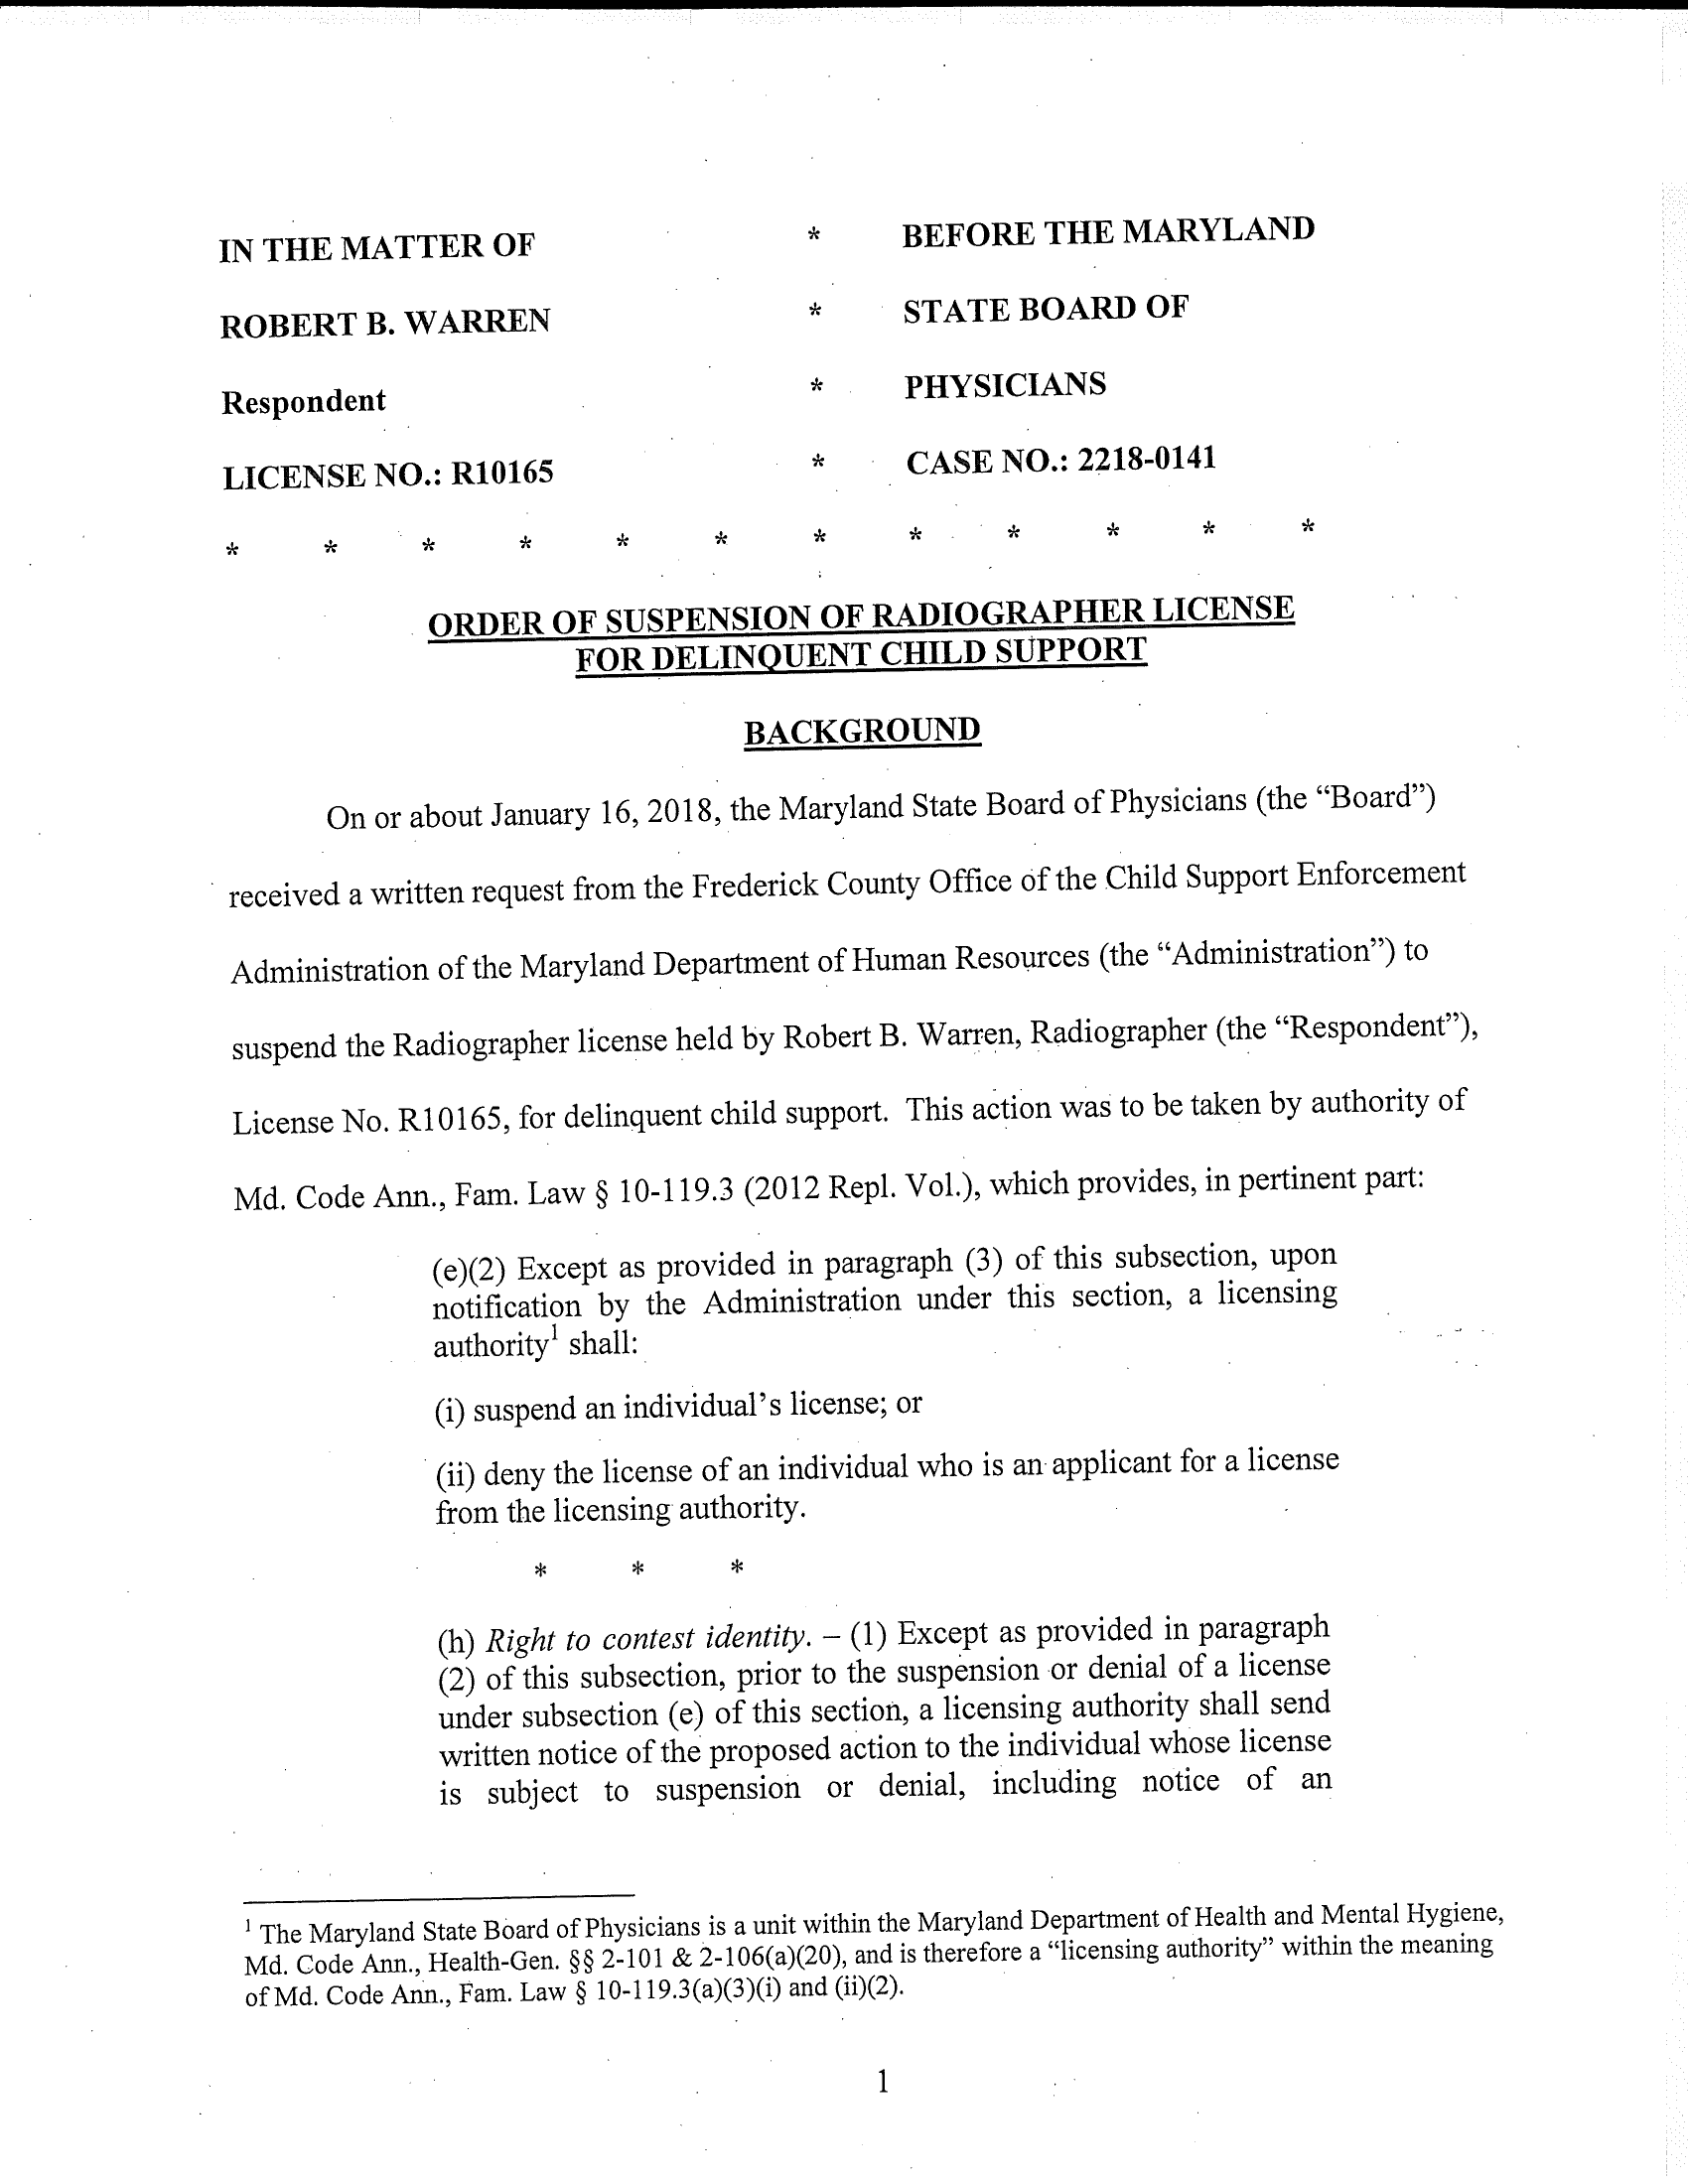 IN THE MATTER OF * BEFORE THE MARYLAND
ROBERT B. WARREN * STATE BOARD OF
Respondent * PHYSICIANS
LICENSE NO.: R10165 * CASE NO.: 2218-0141
* * * * * * * * * * * *
ORDER OF SUSPENSION OF RADIOGRAPHER LICENSE
FOR DELINQUENT CHILD SUPPORT
BACKGROUND
On or about January 16, 2018, the Maryland State Board of Physicians (the “Board”)
received a written request from the Frederick County Office of the Child Support Enforcement
Administration of the Maryland Department of Human Resources (the “Administration”) to
suspend the Radiographer license held by Robert B. Warren, Radiographer (the “Respondent”),
License No. R10165, for delinquent child support. This action was to be taken by authority of
Md. Code Ann., Fam. Law § 10-119.3 (2012 Repl. Vol.), which provides, in pertinent part:
(e)(2) Except as provided in paragraph (3) of this subsection, upon
notification by the Administration under this section, a licensing
authority¹ shall:
(i) suspend an individual’s license; or
(ii) deny the license of an individual who is an applicant for a license
from the licensing authority.
* * *
(h) Right to contest identity. – (1) Except as provided in paragraph
(2) of this subsection, prior to the suspension or denial of a license
under subsection (e) of this section, a licensing authority shall send
written notice of the proposed action to the individual whose license
is subject to suspension or denial, including notice of an
¹ The Maryland State Board of Physicians is a unit within the Maryland Department of Health and Mental Hygiene,
Md. Code Ann., Health-Gen. §§ 2-101 & 2-106(a)(20), and is therefore a “licensing authority” within the meaning
of Md. Code Ann., Fam. Law § 10-119.3(a)(3)(i) and (ii)(2).
1